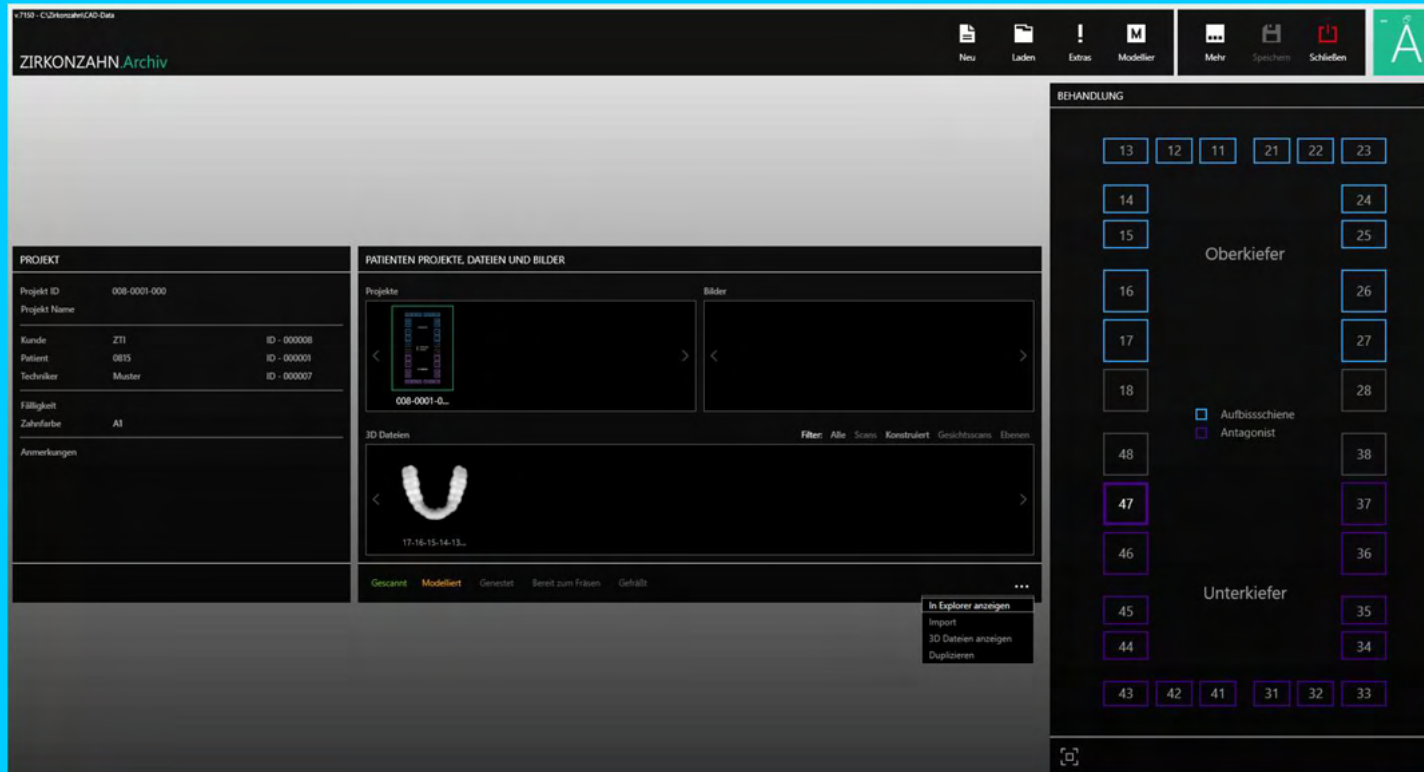 v.7150 - C:\Zirkonzahn\CAD-Data
ZIRKONZAHN.Archiv
Neu Laden Extras Modellier Mehr Speichern Schließen
A
PROJEKT
Projekt ID 008-0001-000
Projekt Name
Kunde ZTI ID - 000008
Patient 0815 ID - 000001
Techniker Muster ID - 000007
Fälligkeit
Zahnfarbe A1
Anmerkungen
PATIENTEN PROJEKTE, DATEIEN UND BILDER
Projekte Bilder
008-0001-0...
3D Dateien Filter: Alle Scans Konstruiert Gesichtsscans Ebenen
17-16-15-14-13...
Gescannt Modelliert Genestet Bereit zum Fräsen Gefräßt ...
In Explorer anzeigen
Import
3D Dateien anzeigen
Duplizieren
BEHANDLUNG
13 12 11 21 22 23
14 24
15 25
Oberkiefer
16 26
17 27
18 28
Aufbissschiene
Antagonist
48 38
47 37
46 36
Unterkiefer
45 35
44 34
43 42 41 31 32 33